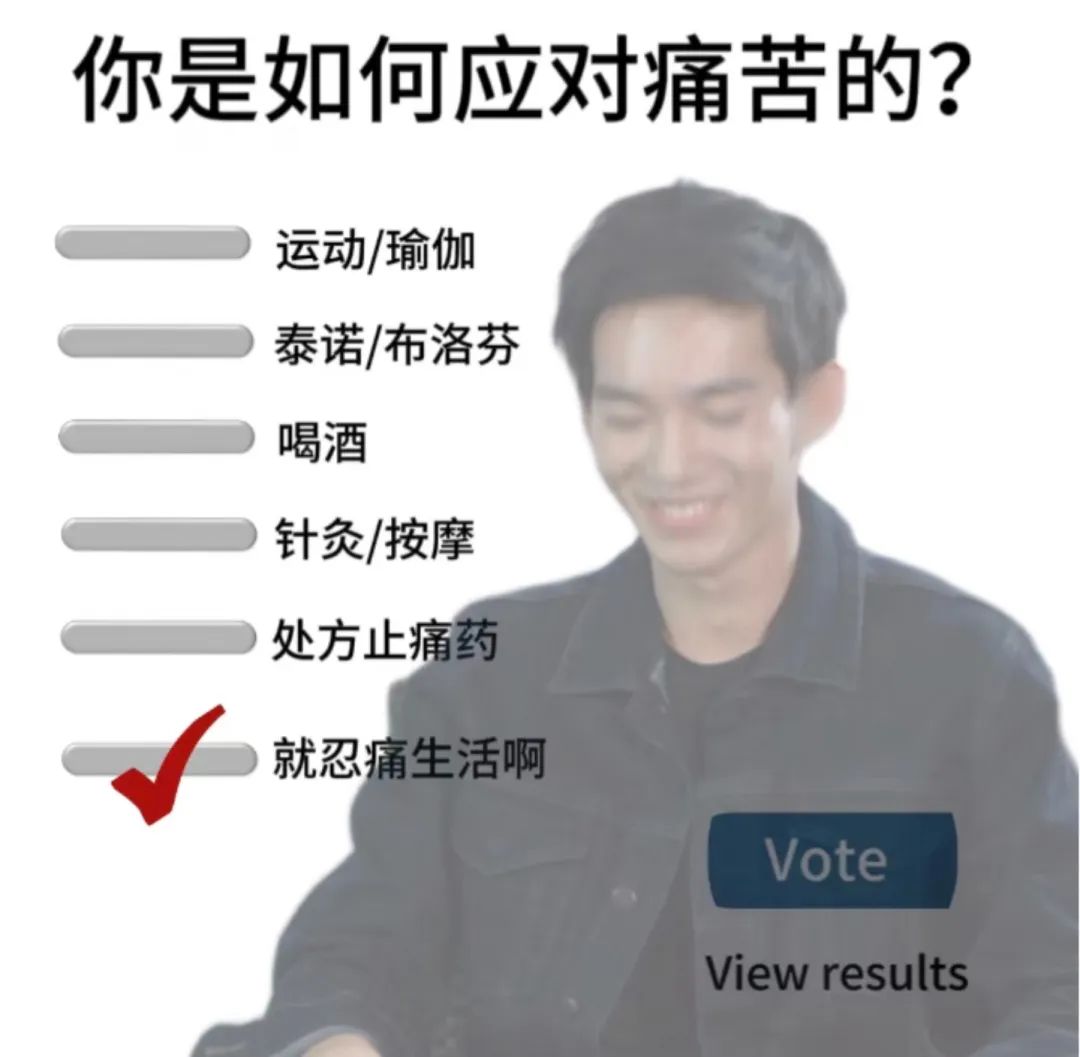 你是如何应对痛苦的？
运动/瑜伽
泰诺/布洛芬
喝酒
针灸/按摩
处方止痛药
就忍痛生活啊
Vote
View results